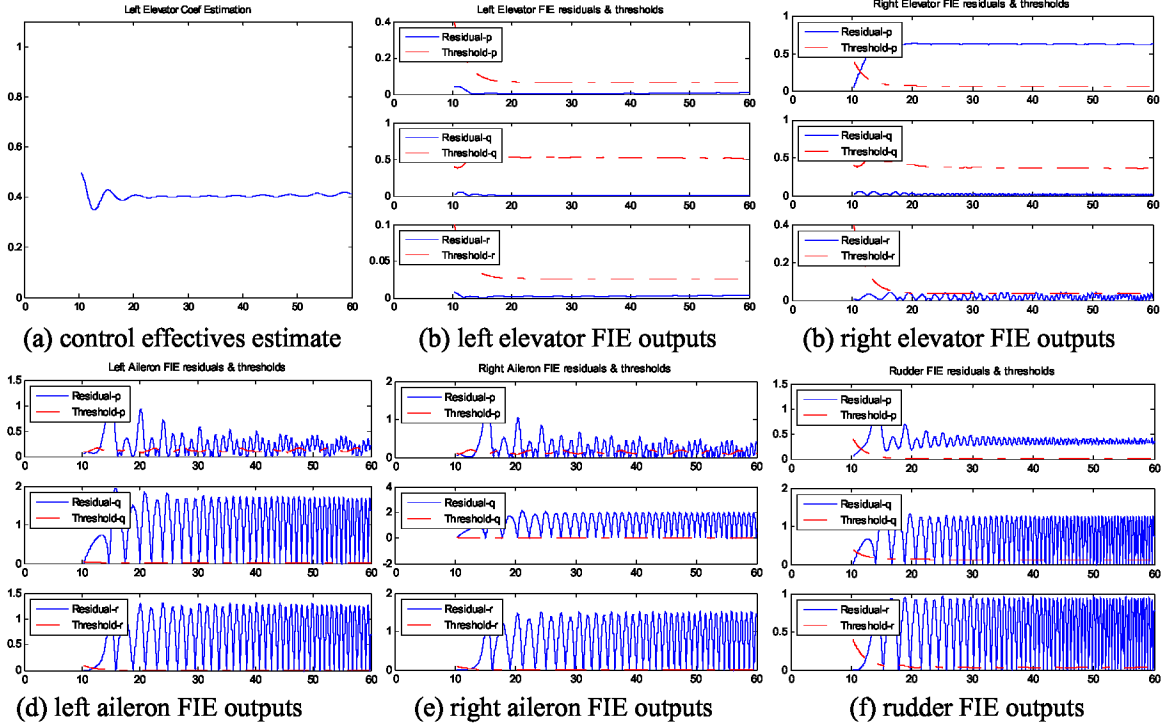 Left Elevator Coef Estimation
1
0.8
0.6
0.4
0.2
0
0 10 20 30 40 50 60
(a) control effectives estimate
Left Elevator FIE residuals & thresholds
0.4
0.2
0
Residual-p
Threshold-p
0 10 20 30 40 50 60
1
0.5
0
Residual-q
Threshold-q
0 10 20 30 40 50 60
0.1
0.05
0
Residual-r
Threshold-r
0 10 20 30 40 50 60
(b) left elevator FIE outputs
Right Elevator FIE residuals & thresholds
1
0.5
0
Residual-p
Threshold-p
0 10 20 30 40 50 60
1
0.5
0
Residual-q
Threshold-q
0 10 20 30 40 50 60
0.4
0.2
0
Residual-r
Threshold-r
0 10 20 30 40 50 60
(b) right elevator FIE outputs
Left Aileron FIE residuals & thresholds
1.5
1
0.5
0
Residual-p
Threshold-p
0 10 20 30 40 50 60
2
1
0
Residual-q
Threshold-q
0 10 20 30 40 50 60
1.5
1
0.5
0
Residual-r
Threshold-r
0 10 20 30 40 50 60
(d) left aileron FIE outputs
Right Aileron FIE residuals & thresholds
2
1
0
Residual-p
Threshold-p
0 10 20 30 40 50 60
4
2
0
-2
Residual-q
Threshold-q
0 10 20 30 40 50 60
2
1
0
Residual-r
Threshold-r
0 10 20 30 40 50 60
(e) right aileron FIE outputs
Rudder FIE residuals & thresholds
1.5
1
0.5
0
Residual-p
Threshold-p
0 10 20 30 40 50 60
2
1
0
Residual-q
Threshold-q
0 10 20 30 40 50 60
1
0.5
0
Residual-r
Threshold-r
0 10 20 30 40 50 60
(f) rudder FIE outputs